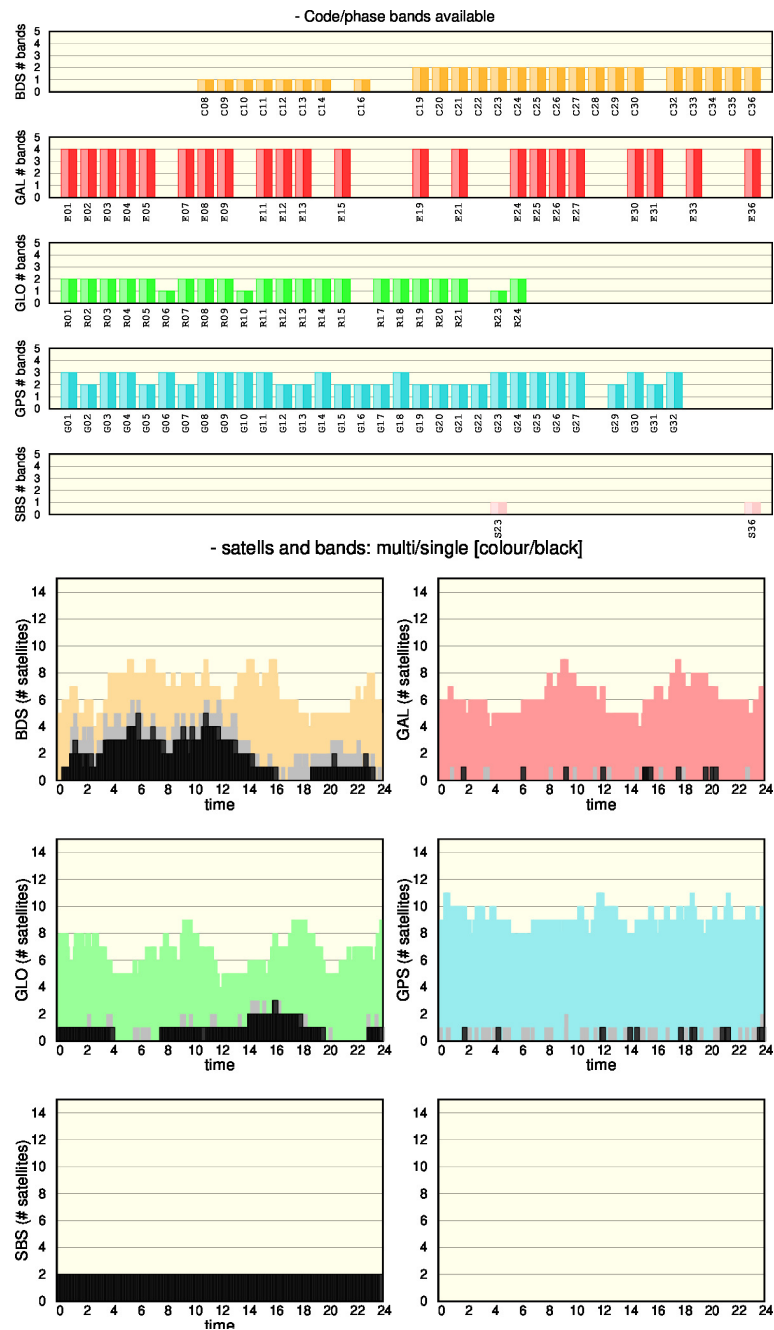 - Code/phase bands available
BDS # bands
5
4
3
2
1
0
C08 C09 C10 C11 C12 C13 C14 C16 C19 C20 C21 C22 C23 C24 C25 C26 C27 C28 C29 C30 C32 C33 C34 C35 C36
GAL # bands
5
4
3
2
1
0
E01 E02 E03 E04 E05 E07 E08 E09 E11 E12 E13 E15 E19 E21 E24 E25 E26 E27 E30 E31 E33 E36
GLO # bands
5
4
3
2
1
0
R01 R02 R03 R04 R05 R06 R07 R08 R09 R10 R11 R12 R13 R14 R15 R17 R18 R19 R20 R21 R23 R24
GPS # bands
5
4
3
2
1
0
G01 G02 G03 G04 G05 G06 G07 G08 G09 G10 G11 G12 G13 G14 G15 G16 G17 G18 G19 G20 G21 G22 G23 G24 G25 G26 G27 G29 G30 G31 G32
SBS # bands
5
4
3
2
1
0
S23 S36
- satells and bands: multi/single [colour/black]
BDS (# satellites)
14
12
10
8
6
4
2
0
0 2 4 6 8 10 12 14 16 18 20 22 24
time
GAL (# satellites)
14
12
10
8
6
4
2
0
0 2 4 6 8 10 12 14 16 18 20 22 24
time
GLO (# satellites)
14
12
10
8
6
4
2
0
0 2 4 6 8 10 12 14 16 18 20 22 24
time
GPS (# satellites)
14
12
10
8
6
4
2
0
0 2 4 6 8 10 12 14 16 18 20 22 24
time
SBS (# satellites)
14
12
10
8
6
4
2
0
0 2 4 6 8 10 12 14 16 18 20 22 24
time
14
12
10
8
6
4
2
0
0 2 4 6 8 10 12 14 16 18 20 22 24